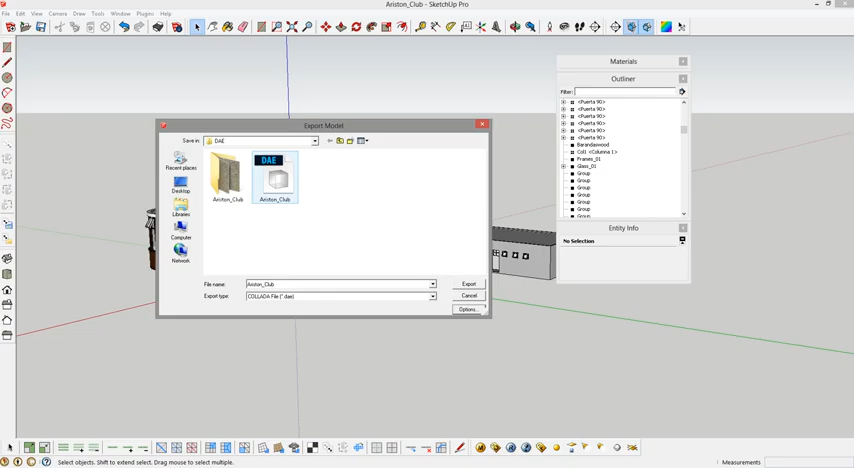 Ariston_Club - SketchUp Pro
File Edit View Camera Draw Tools Window Plugins Help
Materials
Outliner
Filter:
<Puerta 90>
<Puerta 90>
<Puerta 90>
<Puerta 90>
<Puerta 90>
<Puerta 90>
Barandaswood
Col1 <Columna 1>
Frames_01
Glass_01
Group
Group
Group
Group
Group
Group
Group
Entity Info
No Selection
Export Model
Save in: DAE
Recent places
Desktop
Libraries
Computer
Network
Ariston_Club
DAE
Ariston_Club
File name: Ariston_Club Export
Export type: COLLADA File (*.dae) Cancel
Options...
Select objects. Shift to extend select. Drag mouse to select multiple.
Measurements